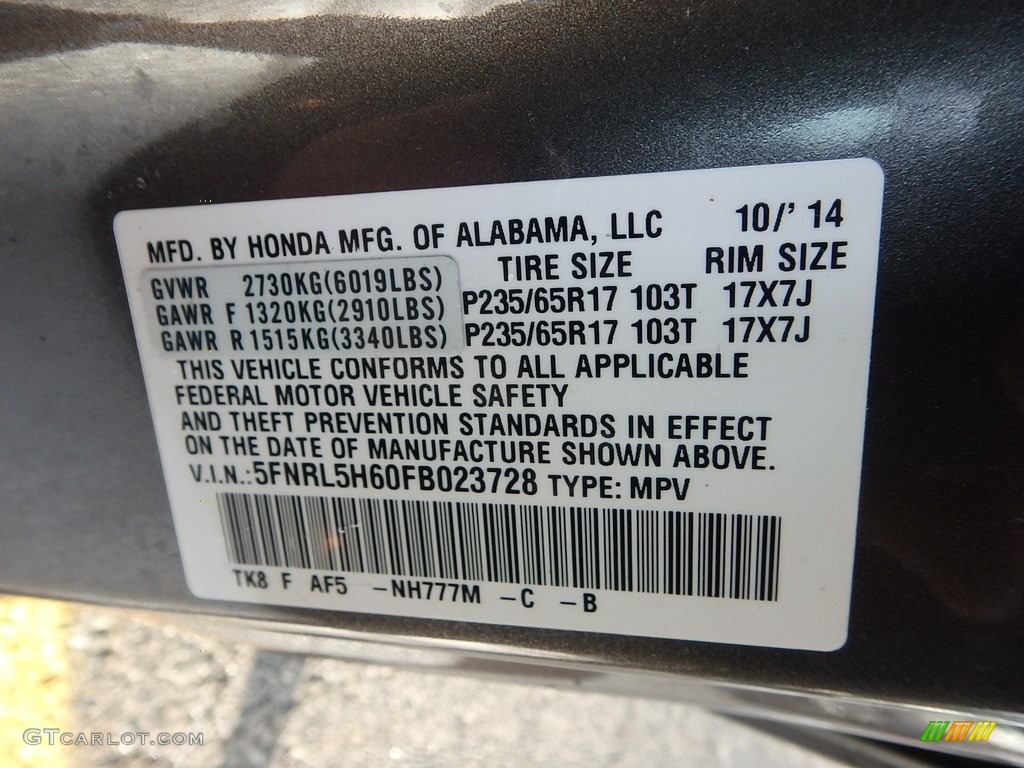 MFD. BY HONDA MFG. OF ALABAMA, LLC 10/' 14
TIRE SIZE RIM SIZE
GVWR 2730KG(6019LBS)
GAWR F 1320KG(2910LBS) P235/65R17 103T 17X7J
GAWR R 1515KG(3340LBS) P235/65R17 103T 17X7J
THIS VEHICLE CONFORMS TO ALL APPLICABLE
FEDERAL MOTOR VEHICLE SAFETY
AND THEFT PREVENTION STANDARDS IN EFFECT
ON THE DATE OF MANUFACTURE SHOWN ABOVE.
V.I.N.:5FNRL5H60FB023728 TYPE: MPV
TK8 F AF5 -NH777M -C -B
GTCARLOT.COM